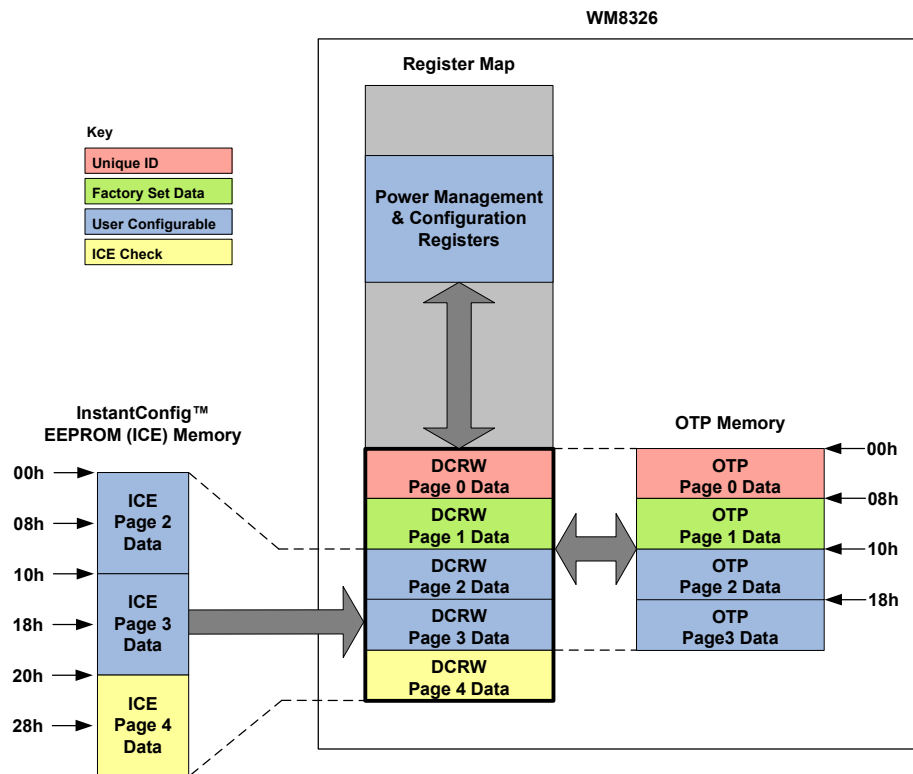 WM8326
Register Map
Key
Unique ID
Factory Set Data
User Configurable
ICE Check
Power Management
& Configuration
Registers
InstantConfig™
EEPROM (ICE) Memory
00h
08h
10h
18h
20h
28h
ICE
Page 2
Data
ICE
Page 3
Data
ICE
Page 4
Data
DCRW
Page 0 Data
DCRW
Page 1 Data
DCRW
Page 2 Data
DCRW
Page 3 Data
DCRW
Page 4 Data
OTP Memory
OTP
Page 0 Data
OTP
Page 1 Data
OTP
Page 2 Data
OTP
Page3 Data
00h
08h
10h
18h